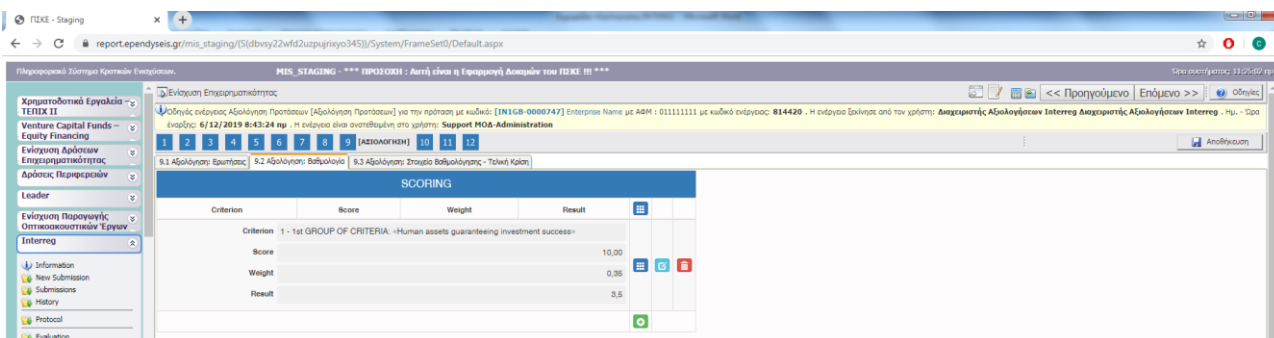 ΠΣΚΕ - Staging
report.ependyseis.gr/mis_staging/(S(dbvsy22wfd2uzpujrixyo345))/System/FrameSet0/Default.aspx
Πληροφοριακό Σύστημα Κρατικών Ενισχύσεων.
MIS_STAGING - *** ΠΡΟΣΟΧΗ : Αυτή είναι η Εφαρμογή Δοκιμών του ΠΣΚΕ !!! ***
Ώρα συστήματος: 11:25:02 πμ
Ενίσχυση Επιχειρηματικότητας
<< Προηγούμενο
Επόμενο >>
Οδηγίες
Οδηγός ενέργειας Αξιολόγηση Προτάσεων [Αξιολόγηση Προτάσεων] για την πρόταση με κωδικό: [IN1GB-0000747] Enterprise Name με ΑΦΜ : 011111111 με κωδικό ενέργειας: 814420 . Η ενέργεια ξεκίνησε από τον χρήστη: Διαχειριστής Αξιολογήσεων Interreg Διαχειριστής Αξιολογήσεων Interreg . Ημ. - Ώρα
έναρξης: 6/12/2019 8:43:24 πμ . Η ενέργεια είναι ανατεθειμένη στο χρήστη: Support ΜΟΔ-Administration
1 2 3 4 5 6 7 8 9 [ΑΞΙΟΛΟΓΗΣΗ] 10 11 12
Αποθήκευση
9.1 Αξιολόγηση: Ερωτήσεις
9.2 Αξιολόγηση: Βαθμολογία
9.3 Αξιολόγηση: Στοιχεία Βαθμολόγησης - Τελική Κρίση
Χρηματοδοτικά Εργαλεία –
ΤΕΠΙΧ ΙΙ
Venture Capital Funds –
Equity Financing
Ενίσχυση Δράσεων
Επιχειρηματικότητας
Δράσεις Περιφερειών
Leader
Ενίσχυση Παραγωγής
Οπτικοακουστικών Έργων
Interreg
Information
New Submission
Submissions
History
Protocol
Evaluation
SCORING
Criterion Score Weight Result
Criterion 1 - 1st GROUP OF CRITERIA: «Human assets guaranteeing investment success»
Score 10,00
Weight 0,35
Result 3,5